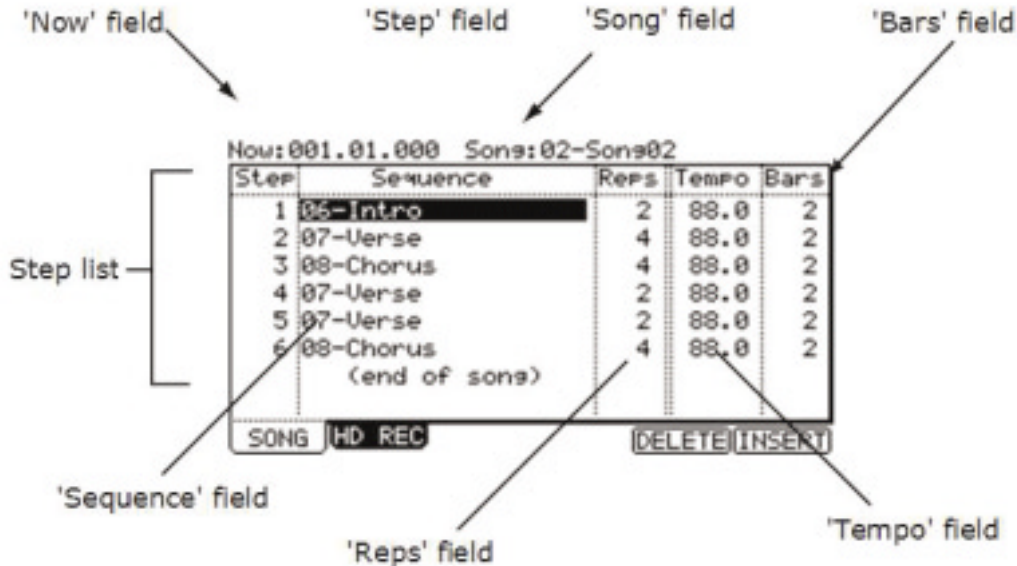 'Now' field 'Step' field 'Song' field 'Bars' field
Now:001.01.000 Song:02-Song02
Step Sequence Reps Tempo Bars
1 06-Intro 2 88.0 2
2 07-Verse 4 88.0 2
Step list
3 08-Chorus 4 88.0 2
4 07-Verse 2 88.0 2
5 07-Verse 2 88.0 2
6 08-Chorus 4 88.0 2
(end of song)
SONG HD REC DELETE INSERT
'Sequence' field
'Tempo' field
'Reps' field